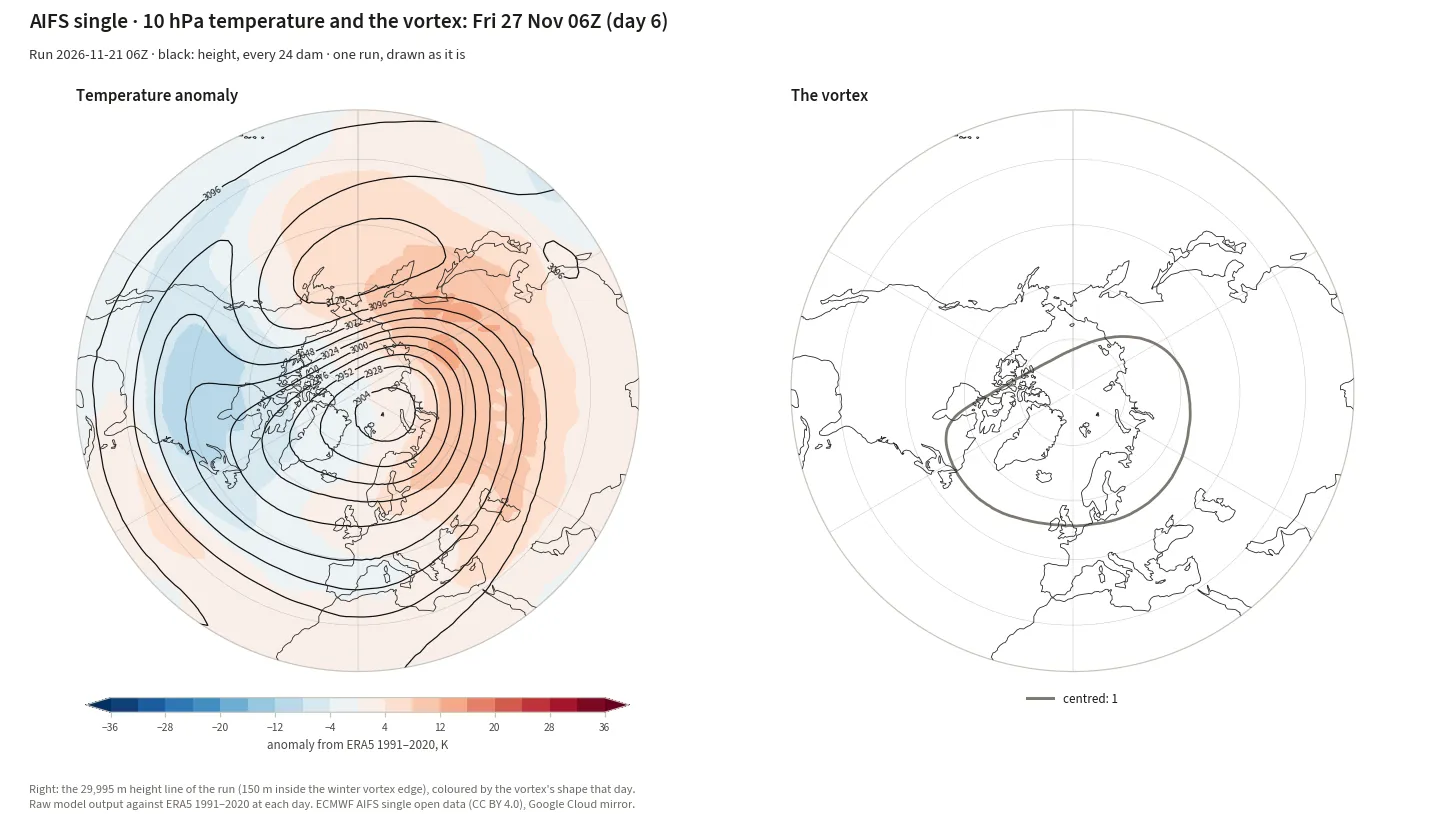 AIFS single · 10 hPa temperature and the vortex: Fri 27 Nov 06Z (day 6)
Run 2026-11-21 06Z · black: height, every 24 dam · one run, drawn as it is
Temperature anomaly
The vortex
3096
3120
3096
3072
3048
3024
3000
2952
2928
2904
−36
−28
−20
−12
−4
4
12
20
28
36
anomaly from ERA5 1991–2020, K
centred: 1
Right: the 29,995 m height line of the run (150 m inside the winter vortex edge), coloured by the vortex's shape that day.
Raw model output against ERA5 1991–2020 at each day. ECMWF AIFS single open data (CC BY 4.0), Google Cloud mirror.